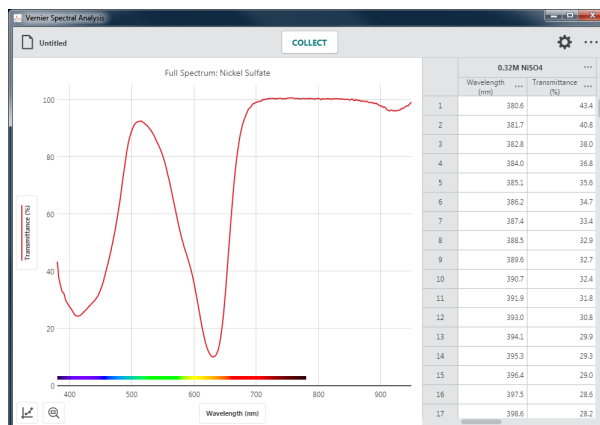 Vernier Spectral Analysis
Untitled
COLLECT
...
Full Spectrum: Nickel Sulfate
Transmittance (%)
100
80
60
40
20
0
400
500
600
700
800
900
Wavelength (nm)
0.32M NiSO4 ...
Wavelength (nm) ... Transmittance (%) ...
1 380.6 43.4
2 381.7 40.8
3 382.8 38.0
4 384.0 36.8
5 385.1 35.6
6 386.2 34.7
7 387.4 33.4
8 388.5 32.9
9 389.6 32.7
10 390.7 32.4
11 391.9 31.8
12 393.0 30.8
13 394.1 29.9
14 395.3 29.3
15 396.4 29.0
16 397.5 28.6
17 398.6 28.2